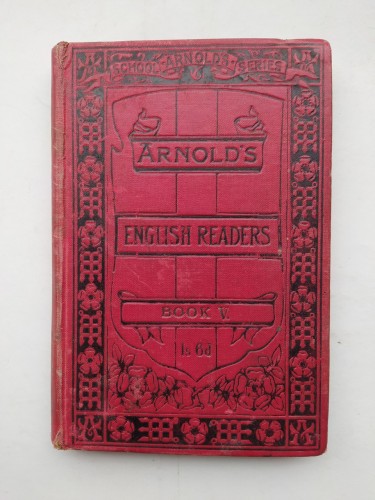 SCHOOL ARNOLD'S SERIES
ARNOLD'S
ENGLISH READERS
BOOK V.
1s 6d